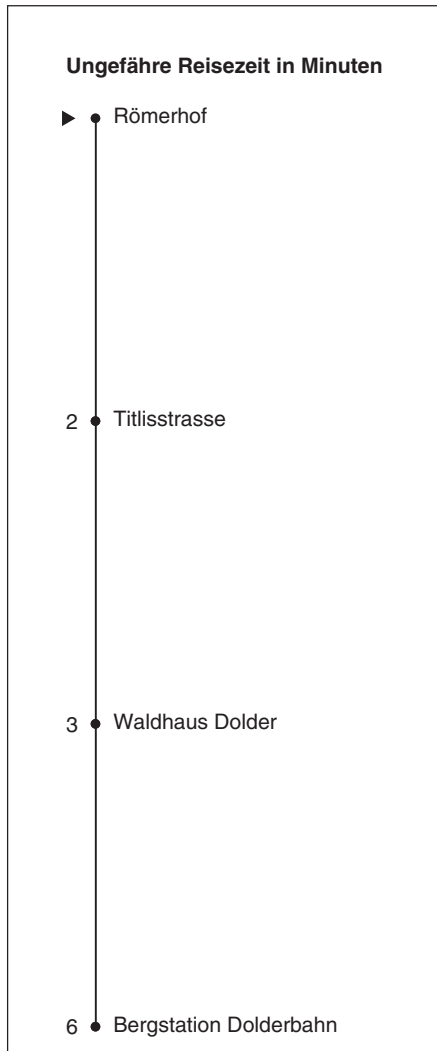 Ungefähre Reisezeit in Minuten
Römerhof
2 Titlisstrasse
3 Waldhaus Dolder
6 Bergstation Dolderbahn